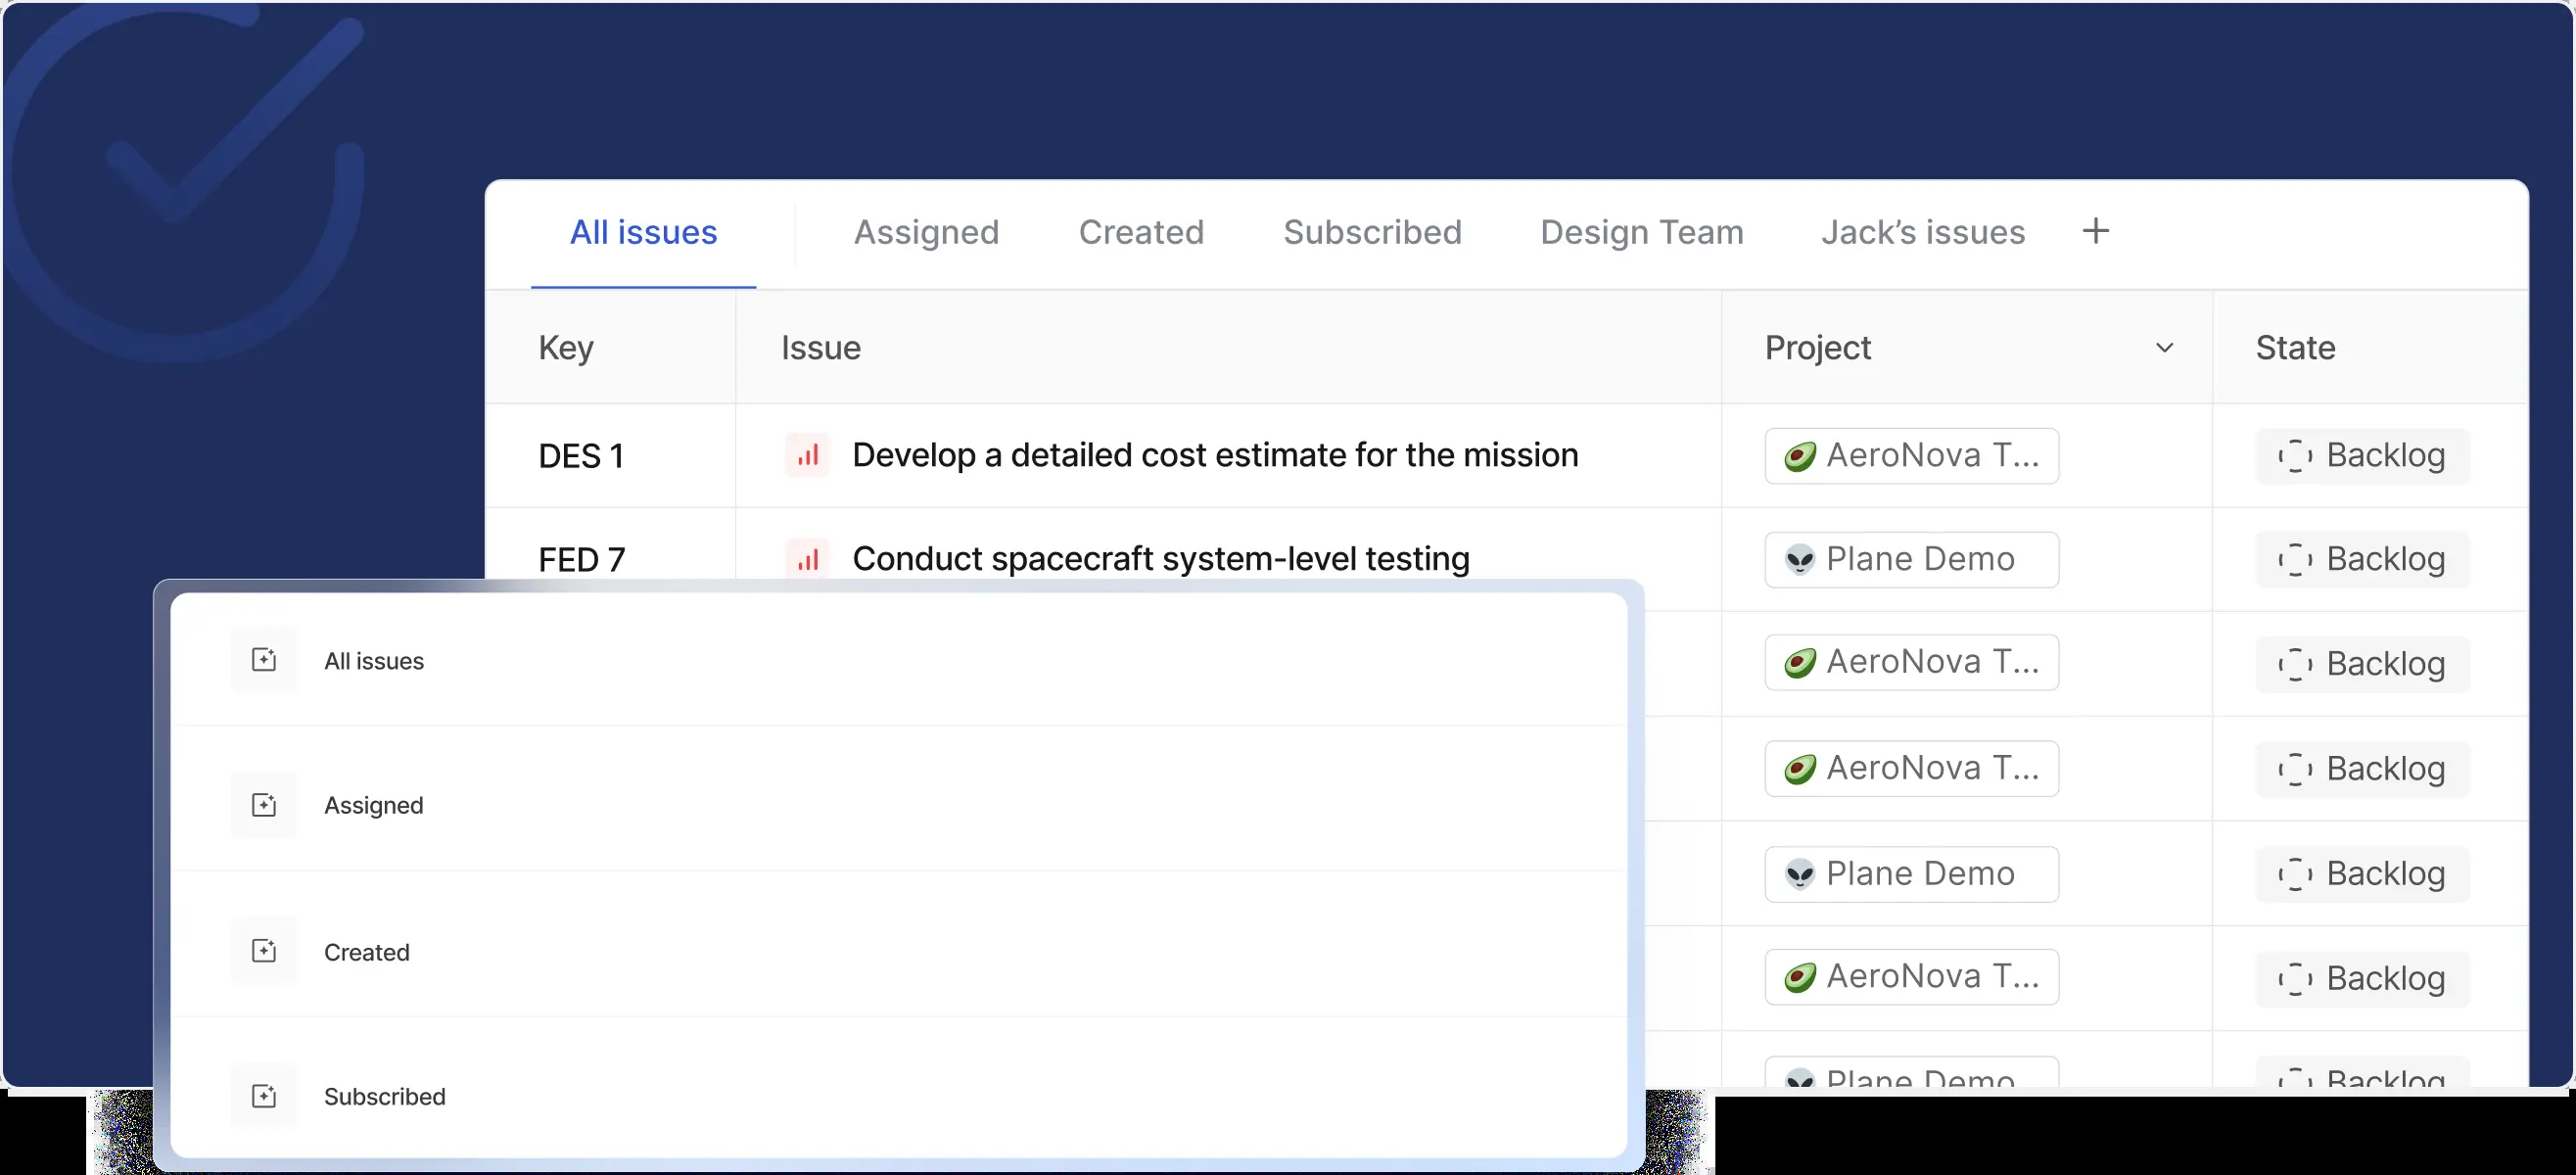 All issues Assigned Created Subscribed Design Team Jack’s issues +
Key Issue Project State
DES 1 Develop a detailed cost estimate for the mission AeroNova T... Backlog
FED 7 Conduct spacecraft system-level testing Plane Demo Backlog
AeroNova T... Backlog
AeroNova T... Backlog
Plane Demo Backlog
AeroNova T... Backlog
Plane Demo Backlog
All issues
Assigned
Created
Subscribed